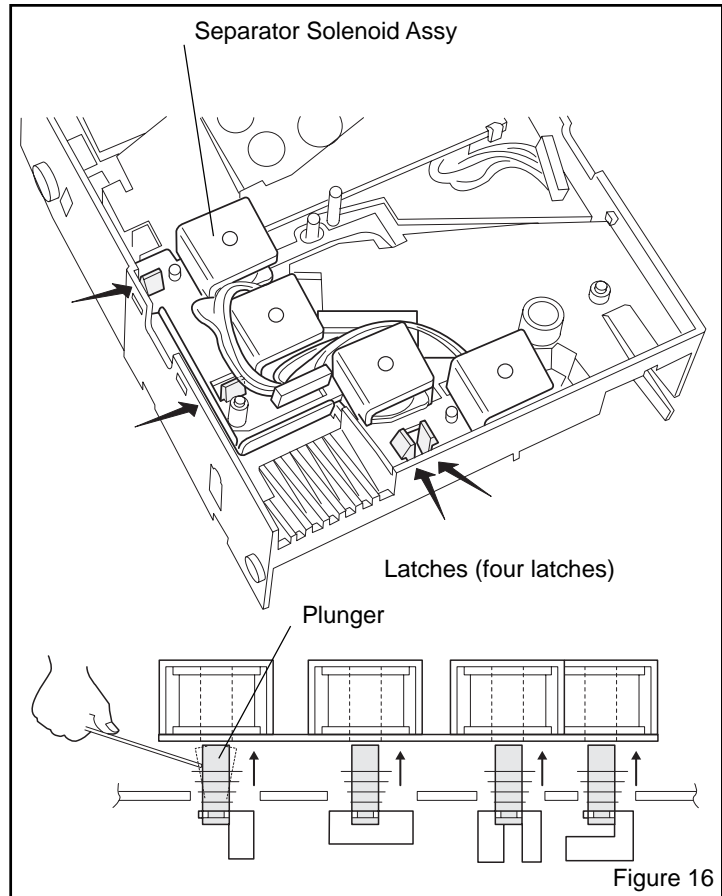 Separator Solenoid Assy
Latches (four latches)
Plunger
Figure 16